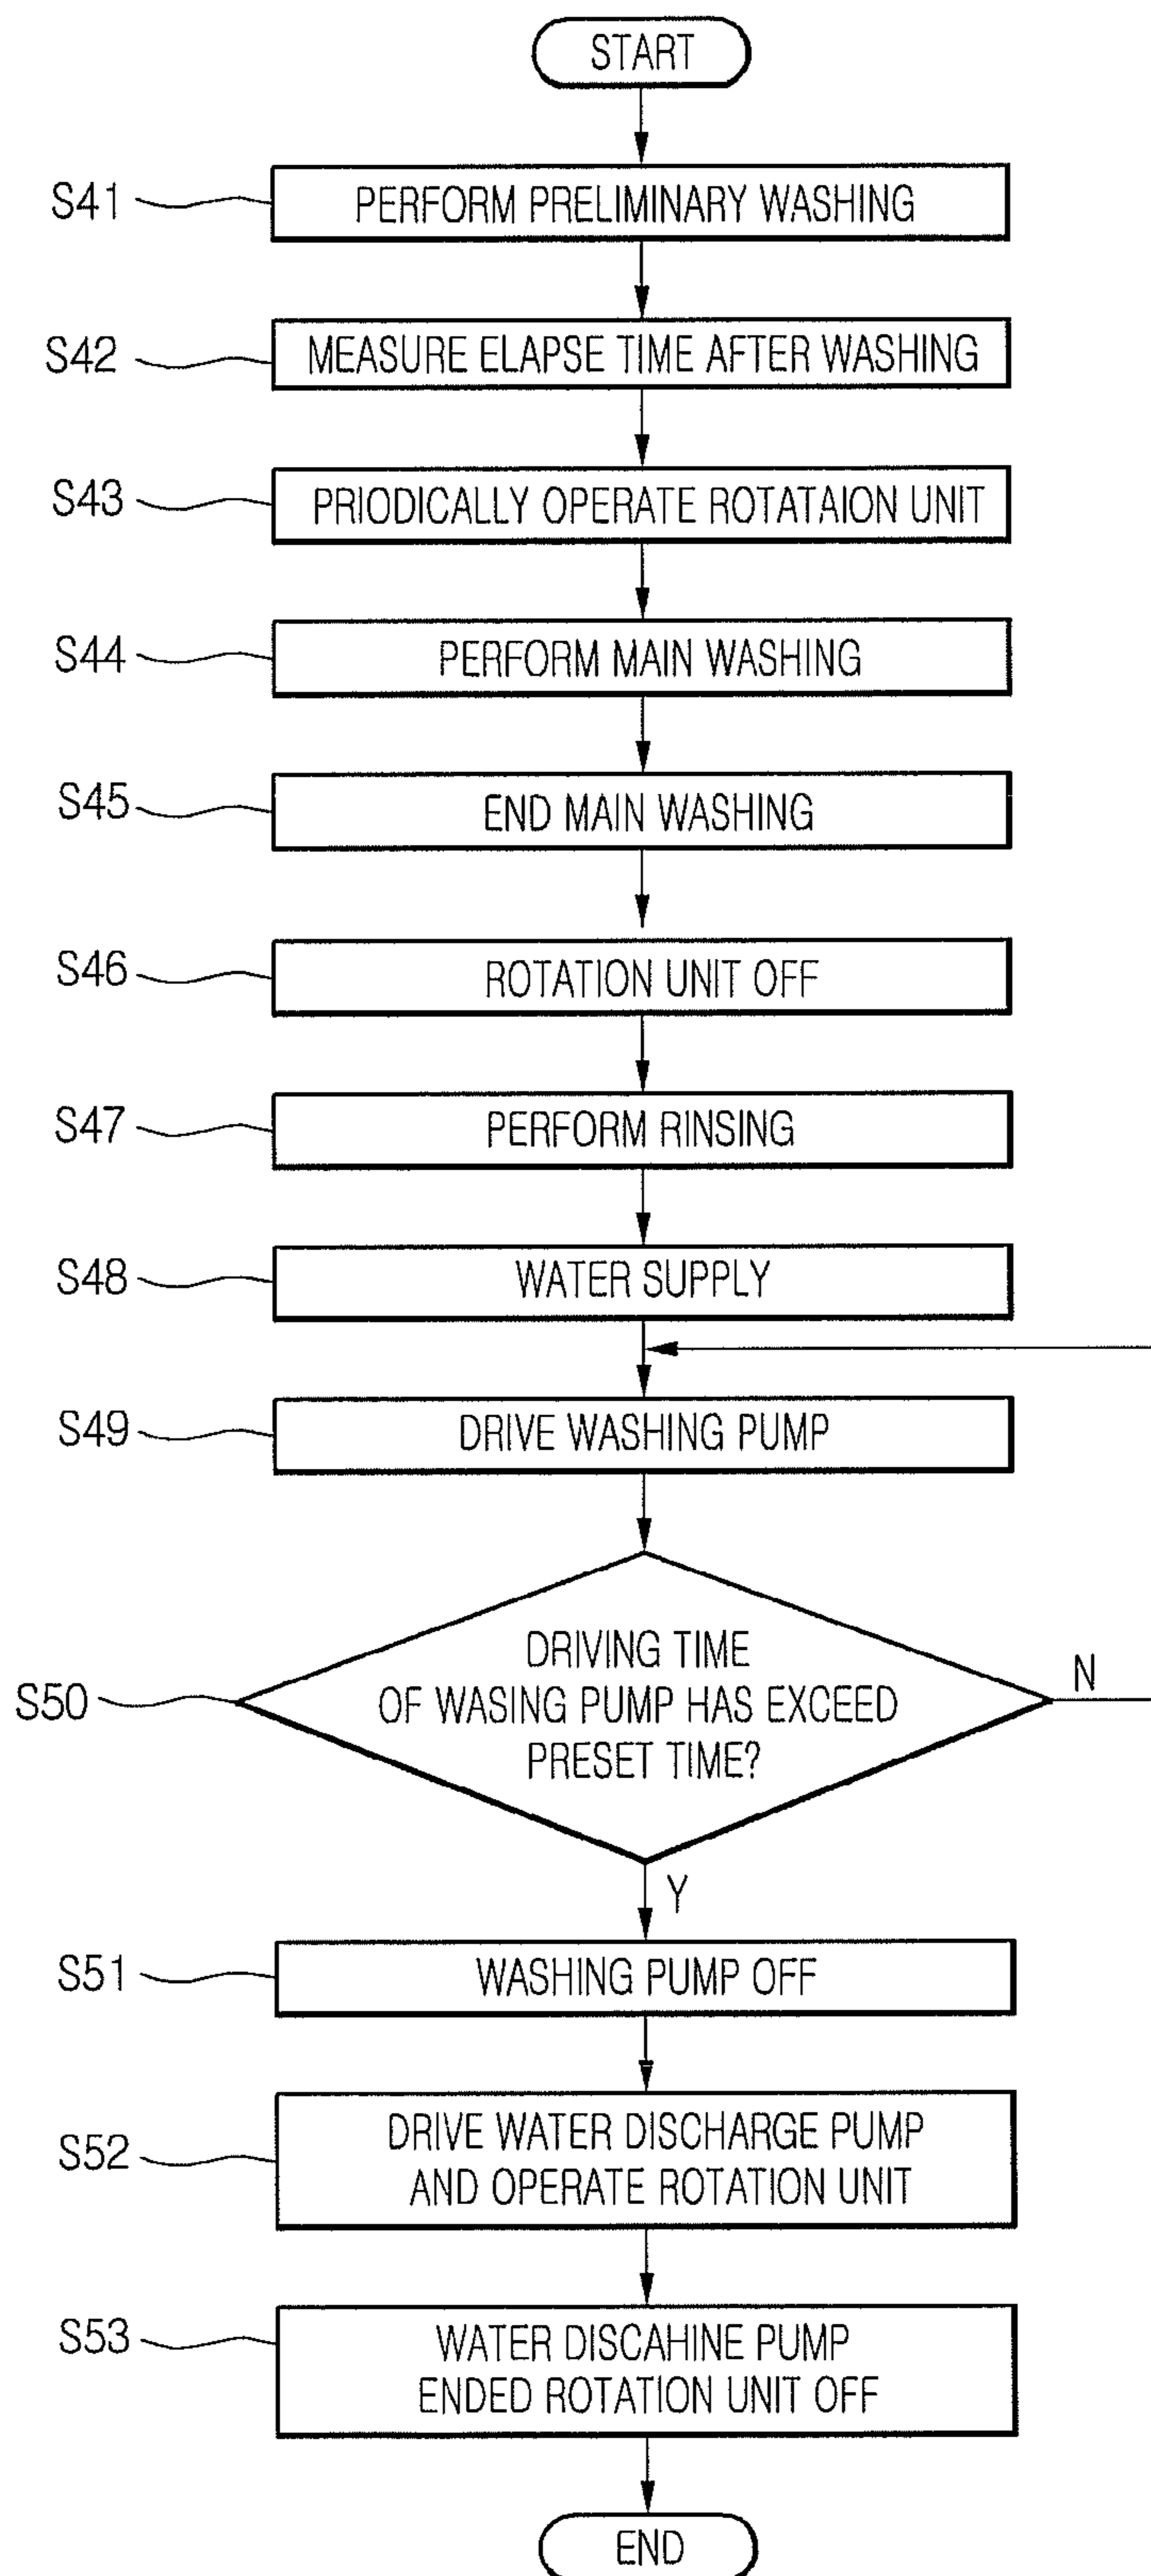 START
S41 PERFORM PRELIMINARY WASHING
S42 MEASURE ELAPSE TIME AFTER WASHING
S43 PRIODICALLY OPERATE ROTATAION UNIT
S44 PERFORM MAIN WASHING
S45 END MAIN WASHING
S46 ROTATION UNIT OFF
S47 PERFORM RINSING
S48 WATER SUPPLY
S49 DRIVE WASHING PUMP
DRIVING TIME
S50 OF WASING PUMP HAS EXCEED N
PRESET TIME?
Y
S51 WASHING PUMP OFF
S52 DRIVE WATER DISCHARGE PUMP
AND OPERATE ROTATION UNIT
S53 WATER DISCAHINE PUMP
ENDED ROTATION UNIT OFF
END